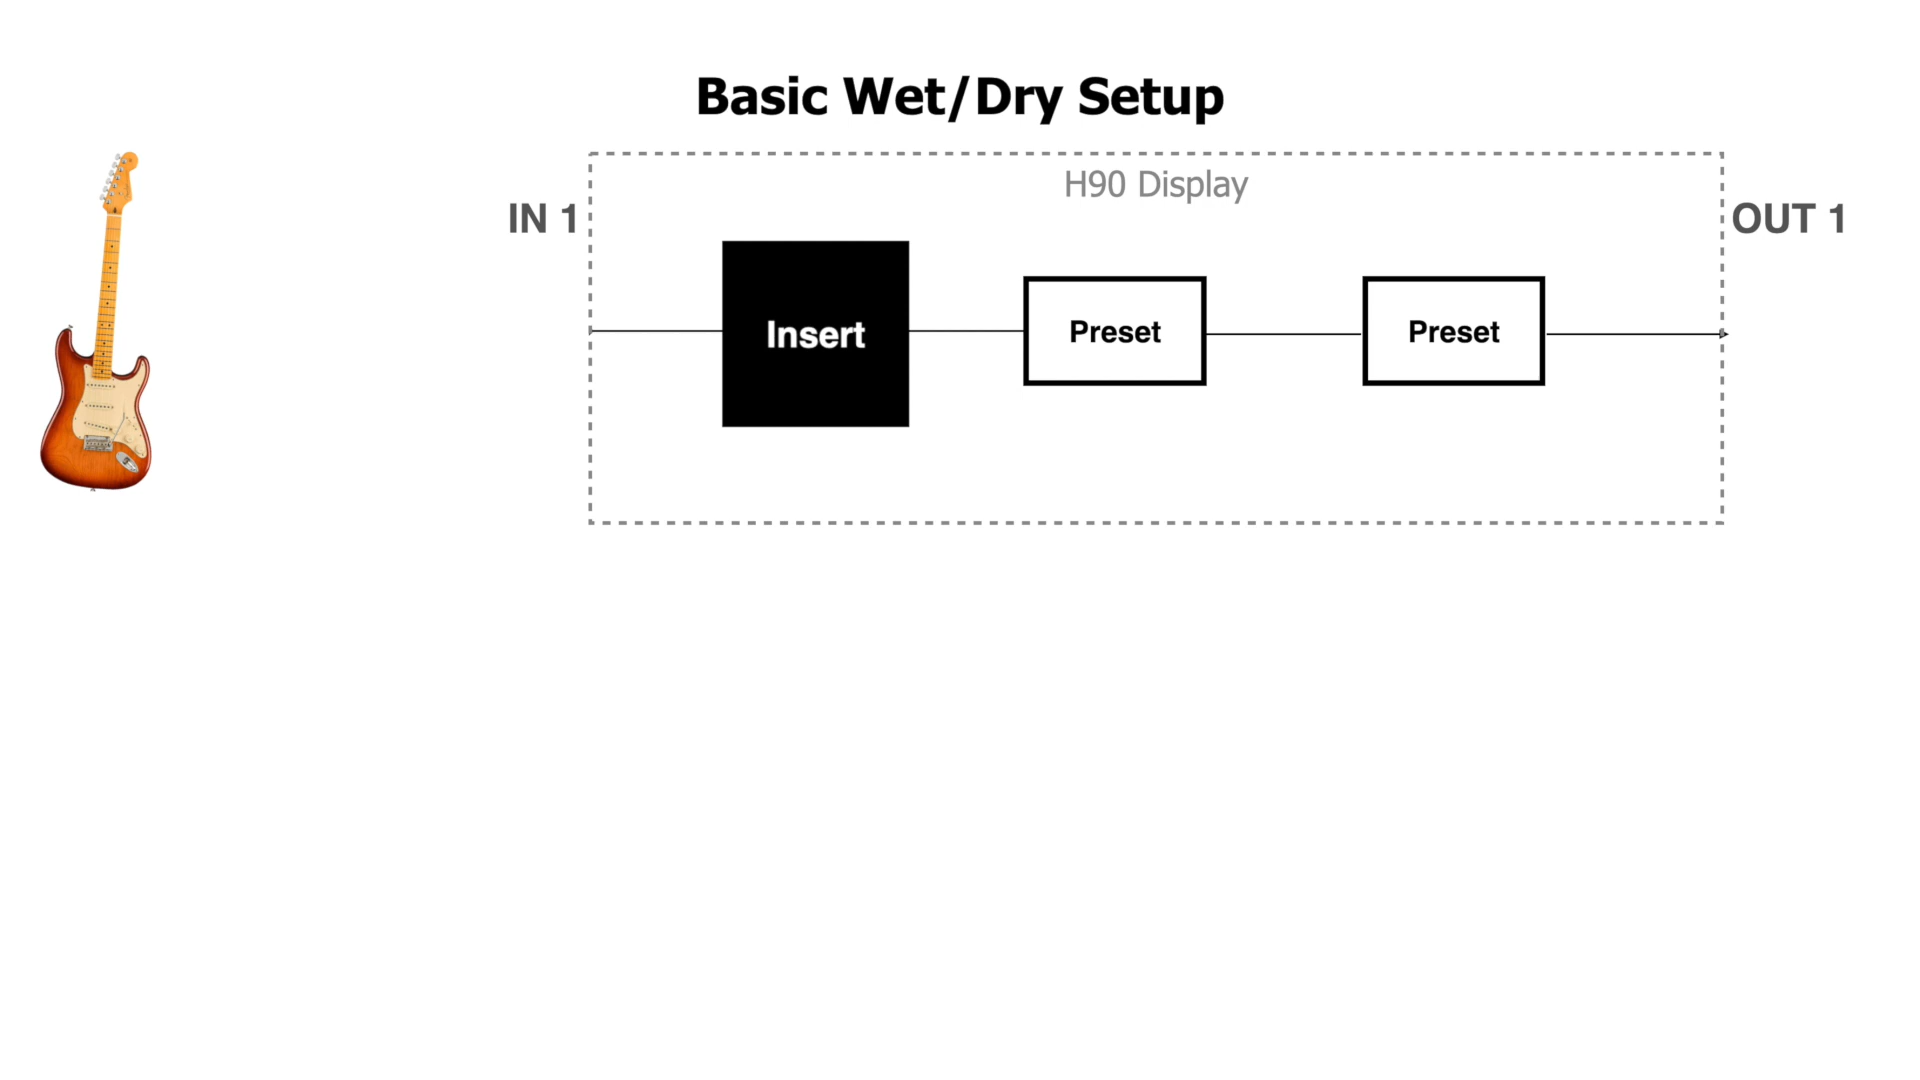 Basic Wet/Dry Setup
H90 Display
IN 1
OUT 1
Insert
Preset
Preset